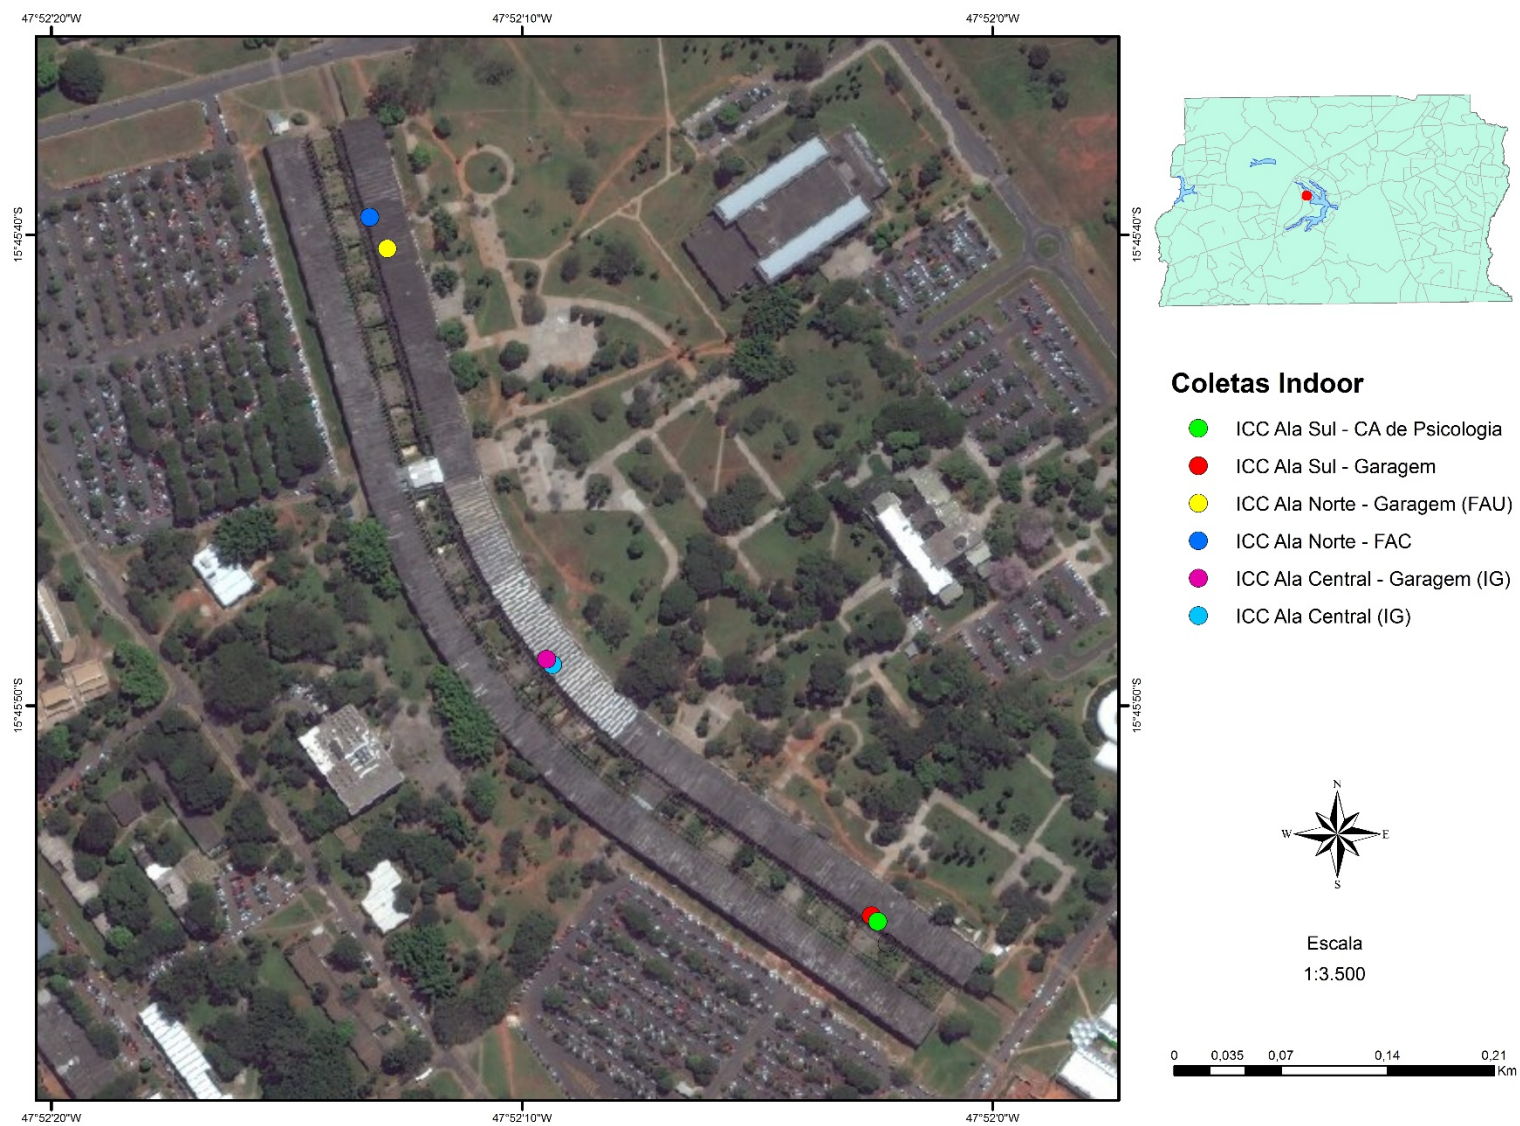 47°52'20"W
47°52'10"W
47°52'0"W
15°45'40"S
15°45'40"S
15°45'50"S
15°45'50"S
47°52'20"W
47°52'10"W
47°52'0"W
Coletas Indoor
ICC Ala Sul - CA de Psicologia
ICC Ala Sul - Garagem
ICC Ala Norte - Garagem (FAU)
ICC Ala Norte - FAC
ICC Ala Central - Garagem (IG)
ICC Ala Central (IG)
N
W E
S
Escala
1:3.500
0 0,035 0,07 0,14 0,21
Km